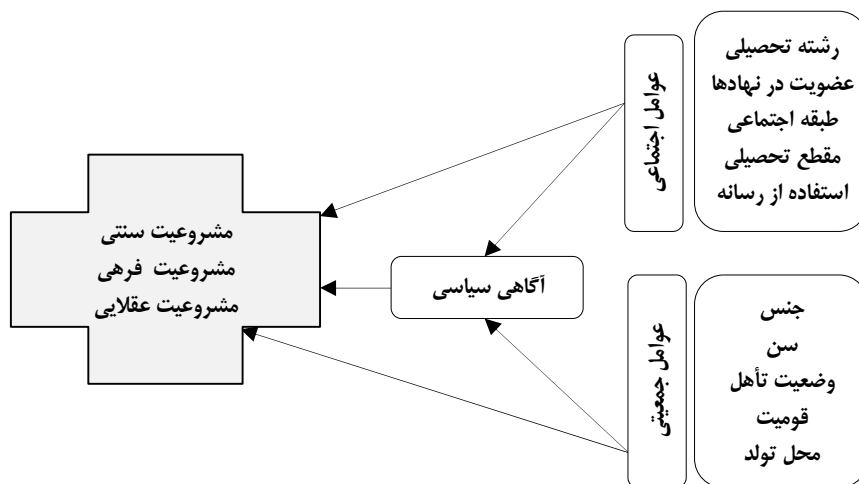 رشته تحصیلی
عضویت در نهادها
طبقه اجتماعی
مقطع تحصیلی
استفاده از رسانه
عوامل اجتماعی
جنس
سن
وضعیت تأهل
قومیت
محل تولد
عوامل جمعیتی
آگاهی سیاسی
مشروعیت سنتی
مشروعیت فرهی
مشروعیت عقلایی